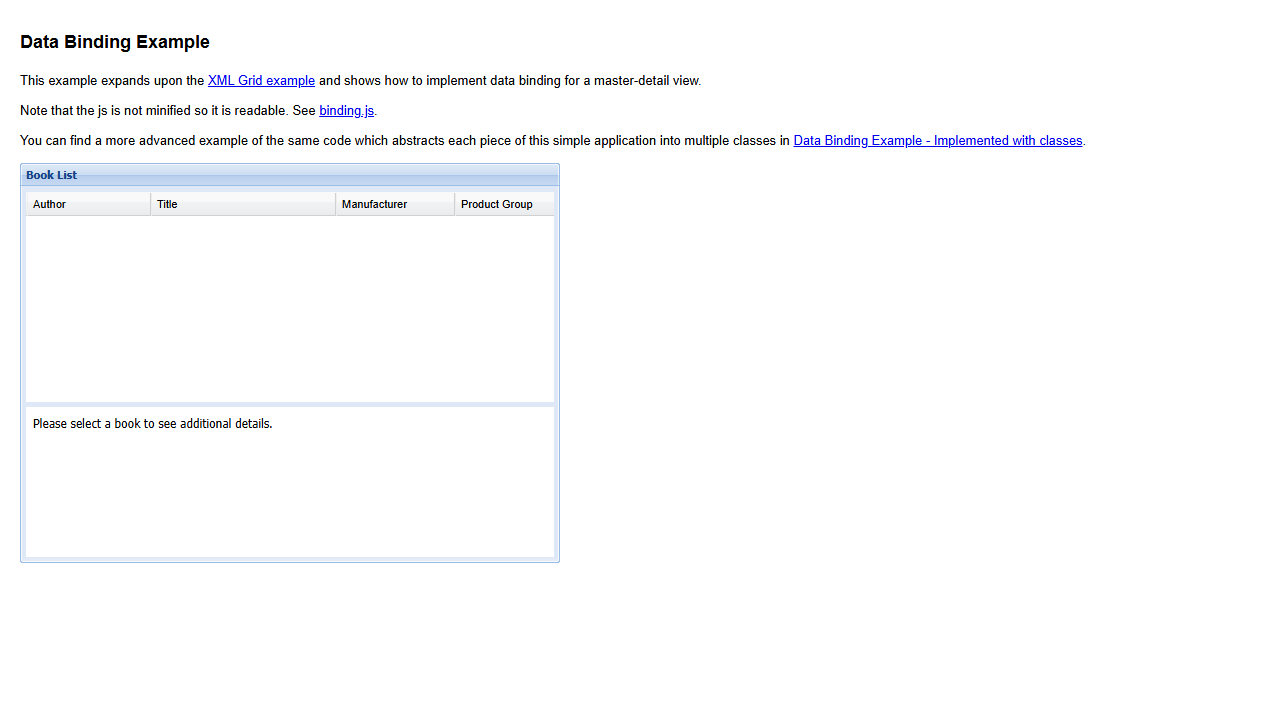 Data Binding Example
This example expands upon the XML Grid example and shows how to implement data binding for a master-detail view.
Note that the js is not minified so it is readable. See binding.js.
You can find a more advanced example of the same code which abstracts each piece of this simple application into multiple classes in Data Binding Example - Implemented with classes.
Book List
Author Title Manufacturer Product Group
Please select a book to see additional details.